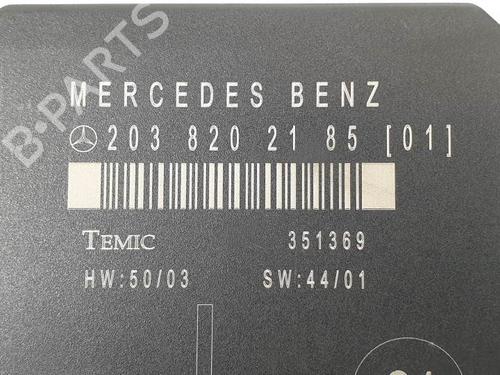 MERCEDES BENZ
203 820 21 85 [01]
TEMIC 351369
HW:50/03 SW:44/01
B-PARTS